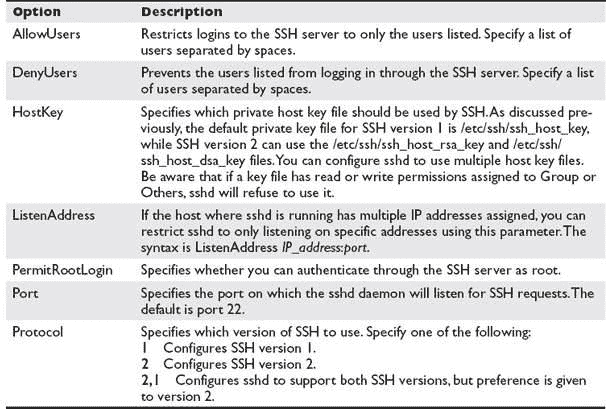 Option Description
AllowUsers Restricts logins to the SSH server to only the users listed. Specify a list of
users separated by spaces.
DenyUsers Prevents the users listed from logging in through the SSH server. Specify a list
of users separated by spaces.
HostKey Specifies which private host key file should be used by SSH. As discussed pre-
viously, the default private key file for SSH version 1 is /etc/ssh/ssh_host_key,
while SSH version 2 can use the /etc/ssh/ssh_host_rsa_key and /etc/ssh/
ssh_host_dsa_key files. You can configure sshd to use multiple host key files.
Be aware that if a key file has read or write permissions assigned to Group or
Others, sshd will refuse to use it.
ListenAddress If the host where sshd is running has multiple IP addresses assigned, you can
restrict sshd to only listening on specific addresses using this parameter. The
syntax is ListenAddress IP_address:port.
PermitRootLogin Specifies whether you can authenticate through the SSH server as root.
Port Specifies the port on which the sshd daemon will listen for SSH requests. The
default is port 22.
Protocol Specifies which version of SSH to use. Specify one of the following:
1 Configures SSH version 1.
2 Configures SSH version 2.
2,1 Configures sshd to support both SSH versions, but preference is given
to version 2.